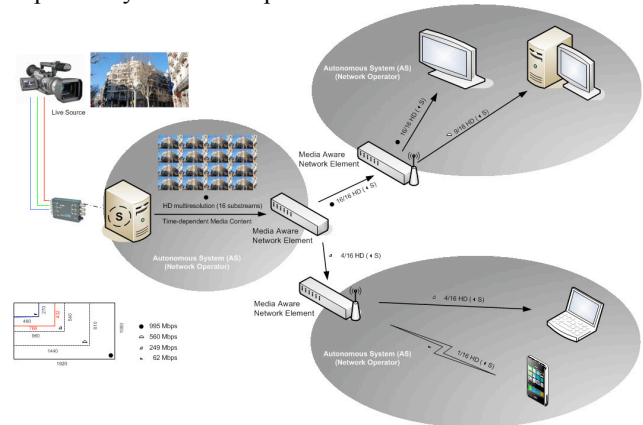 Autonomous System (AS)
(Network Operator)
16/16 HD ( S)
9/16 HD ( S)
Live Source
Media Aware
Network Element
16/16 HD ( S)
S
HD multiresolution (16 substreams)
Time-dependent Media Content
Media Aware
Network Element
Autonomous System (AS)
(Network Operator)
4/16 HD ( S)
Media Aware
Network Element
4/16 HD ( S)
Autonomous System (AS)
(Network Operator)
1/16 HD ( S)
480
270
768
432
960
540
1440
810
1920
1080
995 Mbps
560 Mbps
249 Mbps
62 Mbps